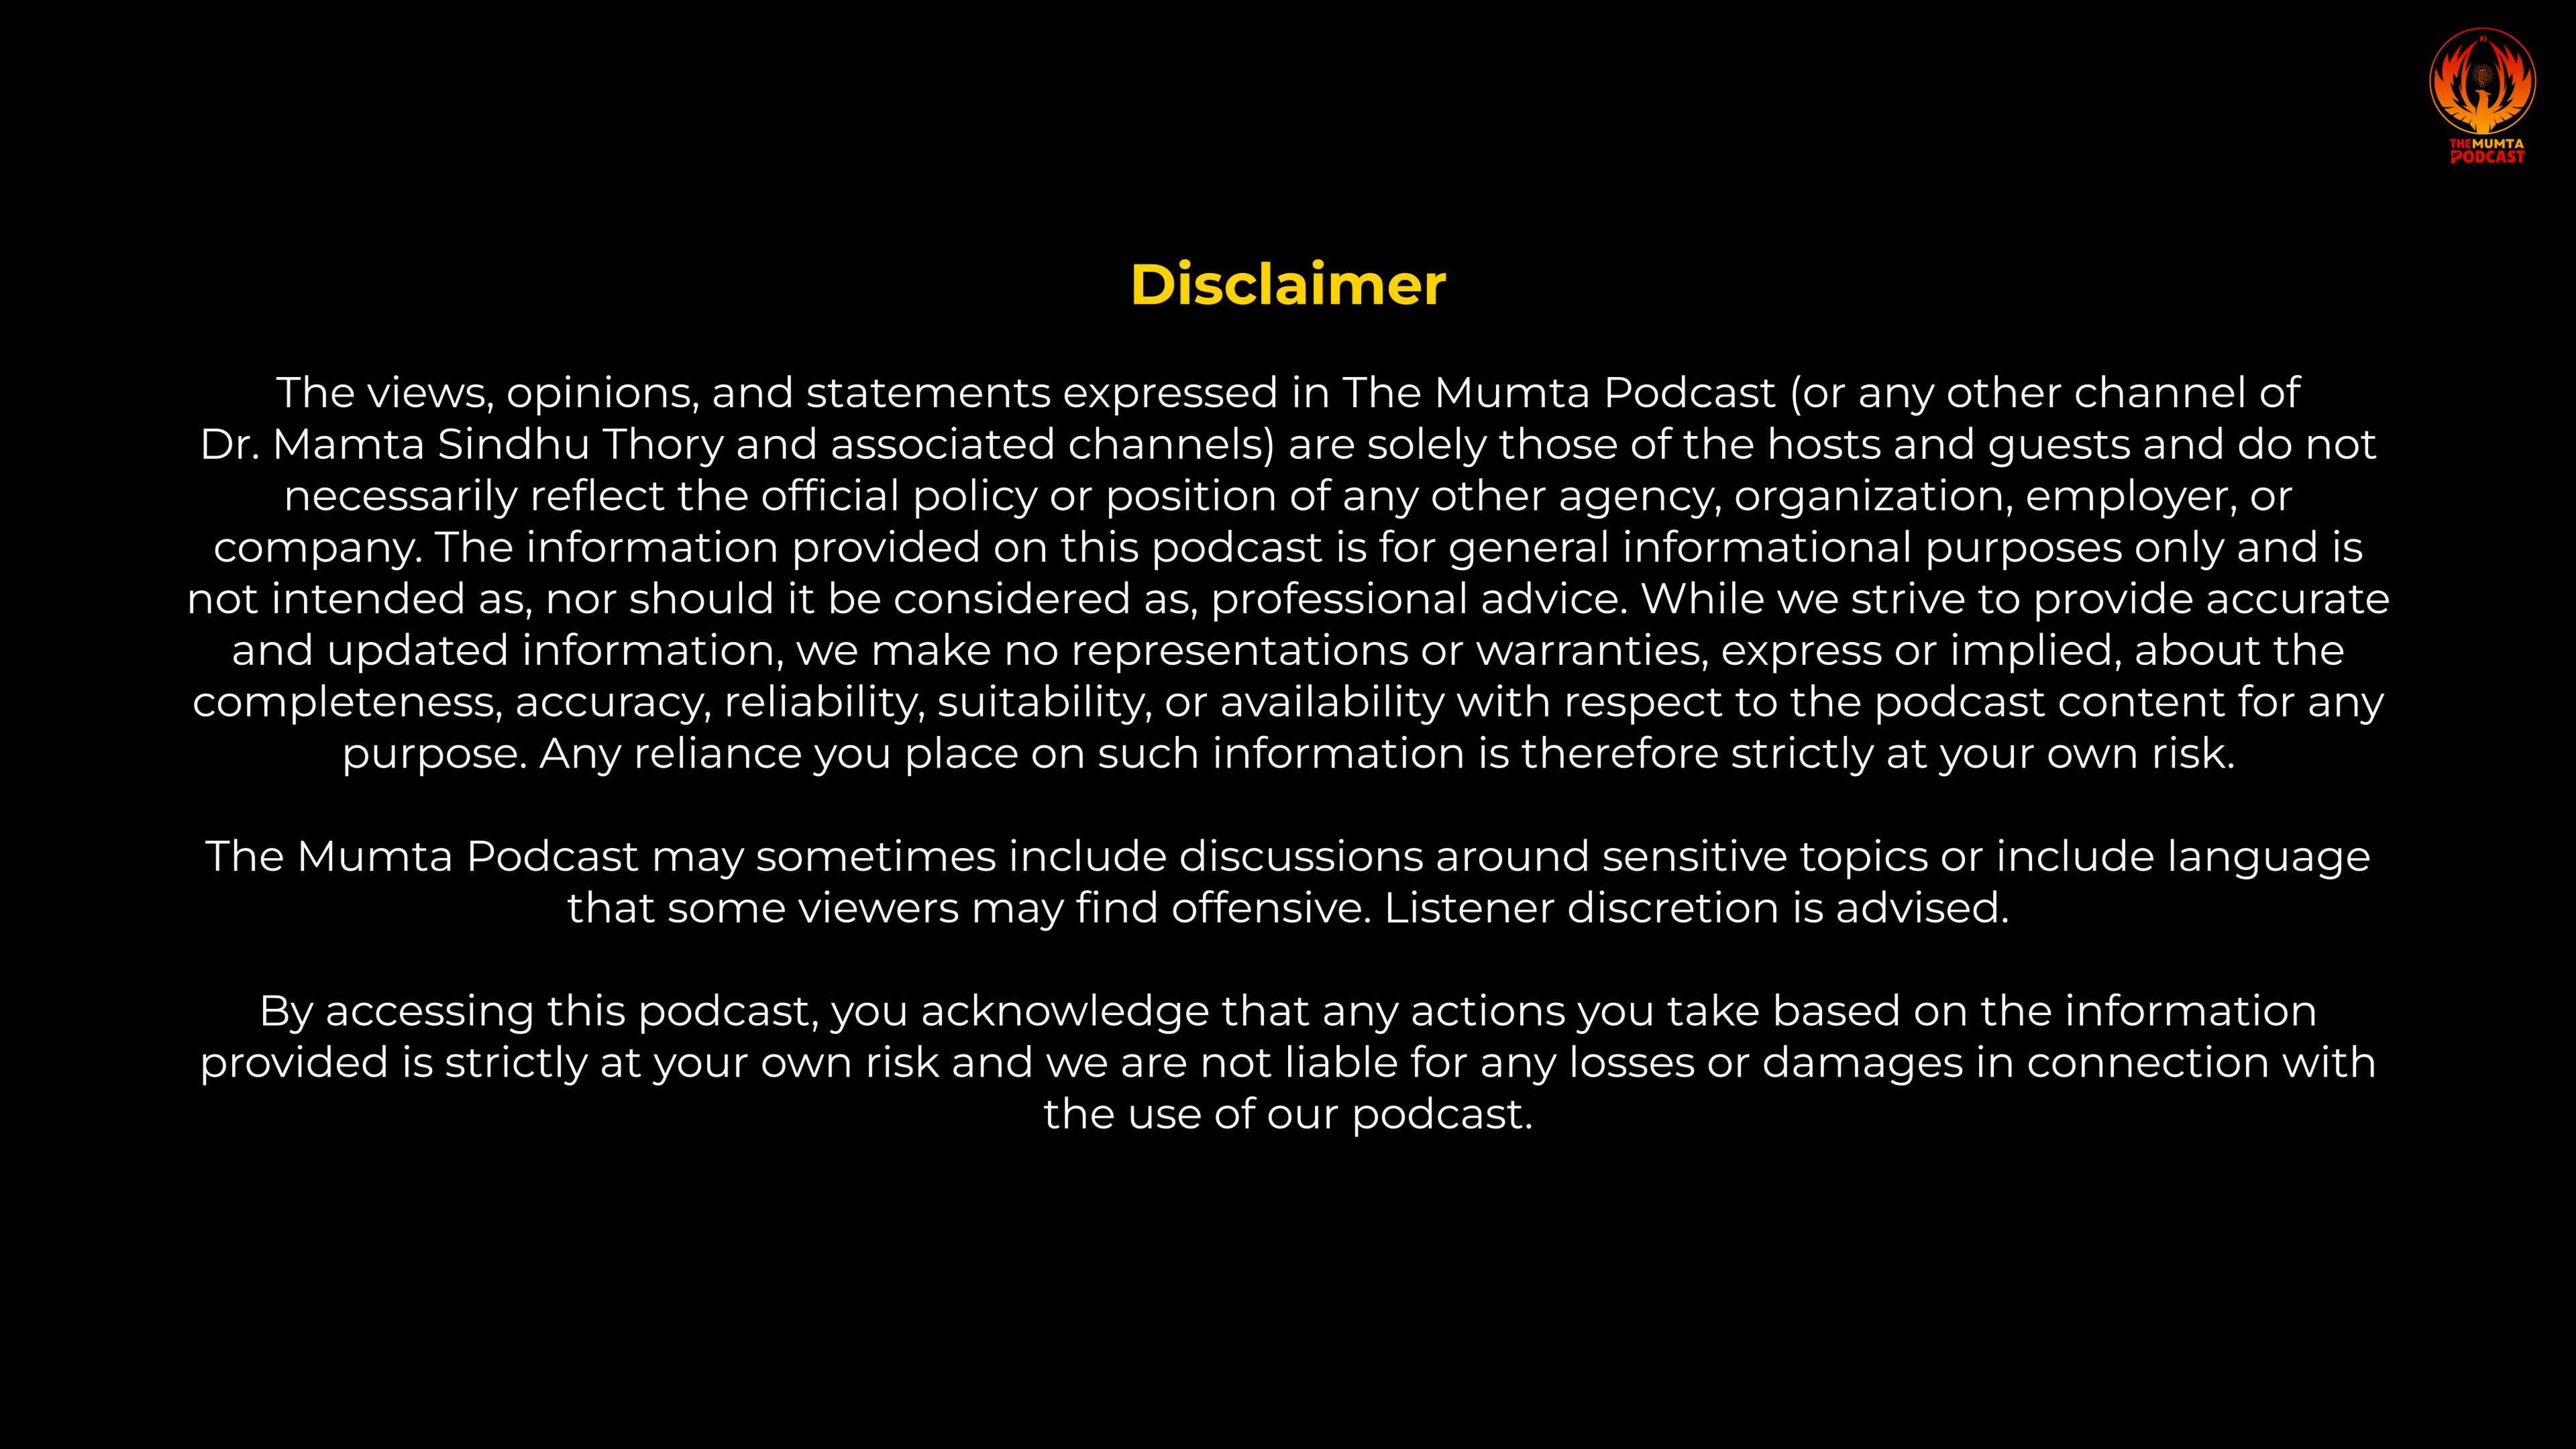 THEMUMTA
PODCAST
Disclaimer
The views, opinions, and statements expressed in The Mumta Podcast (or any other channel of
Dr. Mamta Sindhu Thory and associated channels) are solely those of the hosts and guests and do not
necessarily reflect the official policy or position of any other agency, organization, employer, or
company. The information provided on this podcast is for general informational purposes only and is
not intended as, nor should it be considered as, professional advice. While we strive to provide accurate
and updated information, we make no representations or warranties, express or implied, about the
completeness, accuracy, reliability, suitability, or availability with respect to the podcast content for any
purpose. Any reliance you place on such information is therefore strictly at your own risk.
The Mumta Podcast may sometimes include discussions around sensitive topics or include language
that some viewers may find offensive. Listener discretion is advised.
By accessing this podcast, you acknowledge that any actions you take based on the information
provided is strictly at your own risk and we are not liable for any losses or damages in connection with
the use of our podcast.